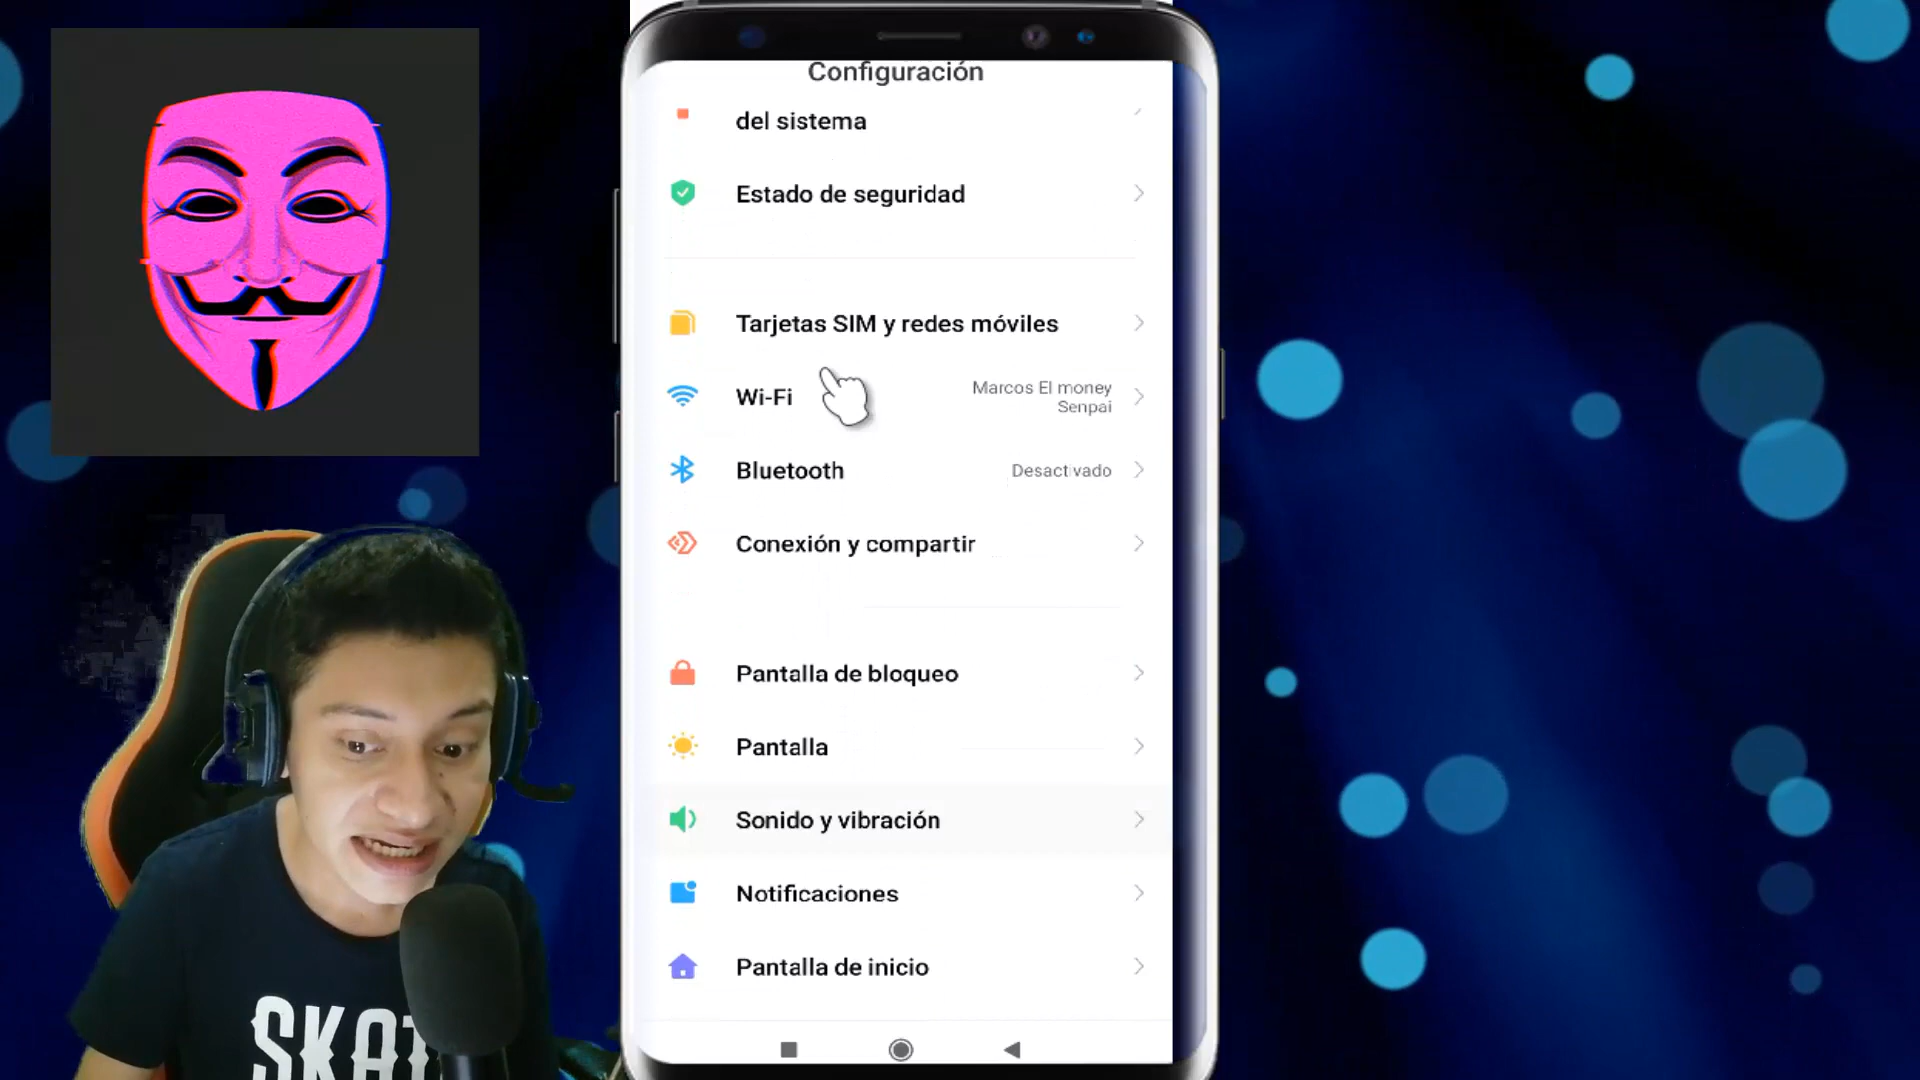 Configuración
del sistema
Estado de seguridad
Tarjetas SIM y redes móviles
Wi-Fi
Marcos El money
Senpai
Bluetooth
Desactivado
Conexión y compartir
Pantalla de bloqueo
Pantalla
Sonido y vibración
Notificaciones
Pantalla de inicio